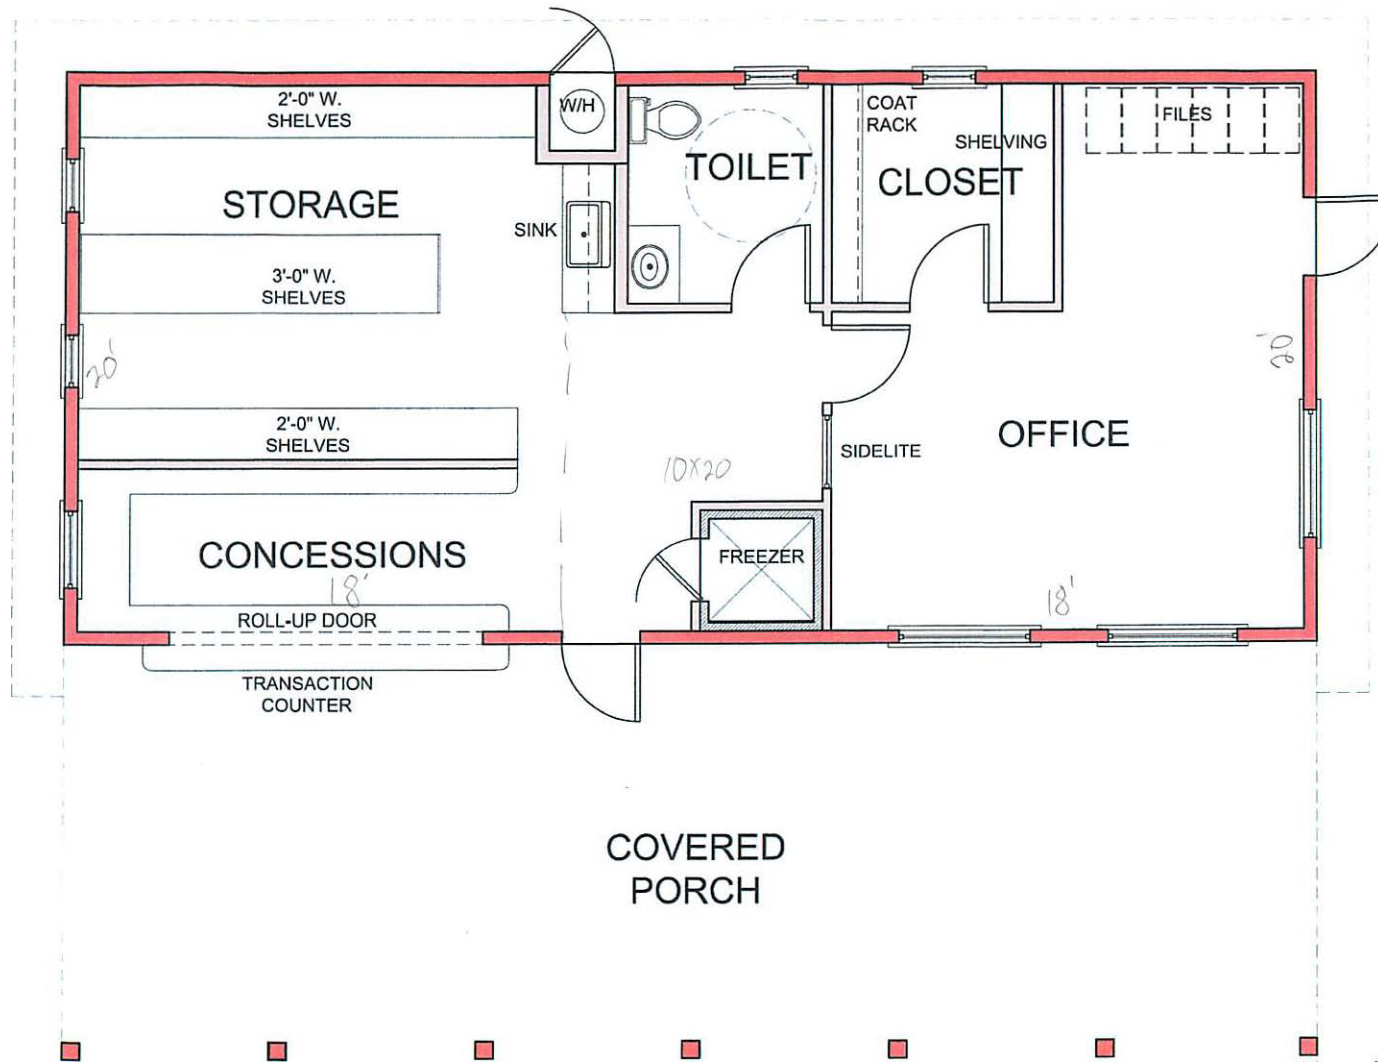 2'-0" W.
SHELVES
W/H
COAT
RACK
FILES
SHELVING
TOILET
CLOSET
STORAGE
SINK
3'-0" W.
SHELVES
20'
20'
2'-0" W.
SHELVES
OFFICE
SIDELITE
10X20
CONCESSIONS
FREEZER
18'
18'
ROLL-UP DOOR
TRANSACTION
COUNTER
COVERED
PORCH